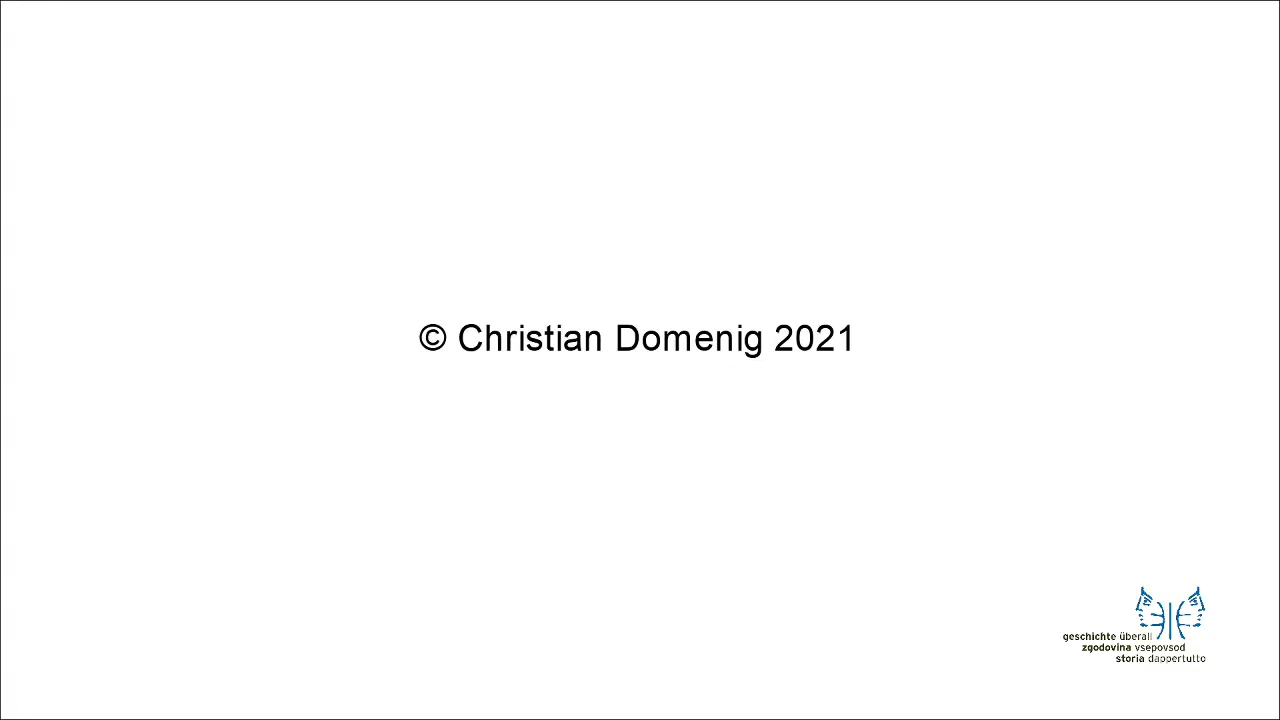 © Christian Domenig 2021
geschichte überall
zgodovina vsepovsod
storia dappertutto